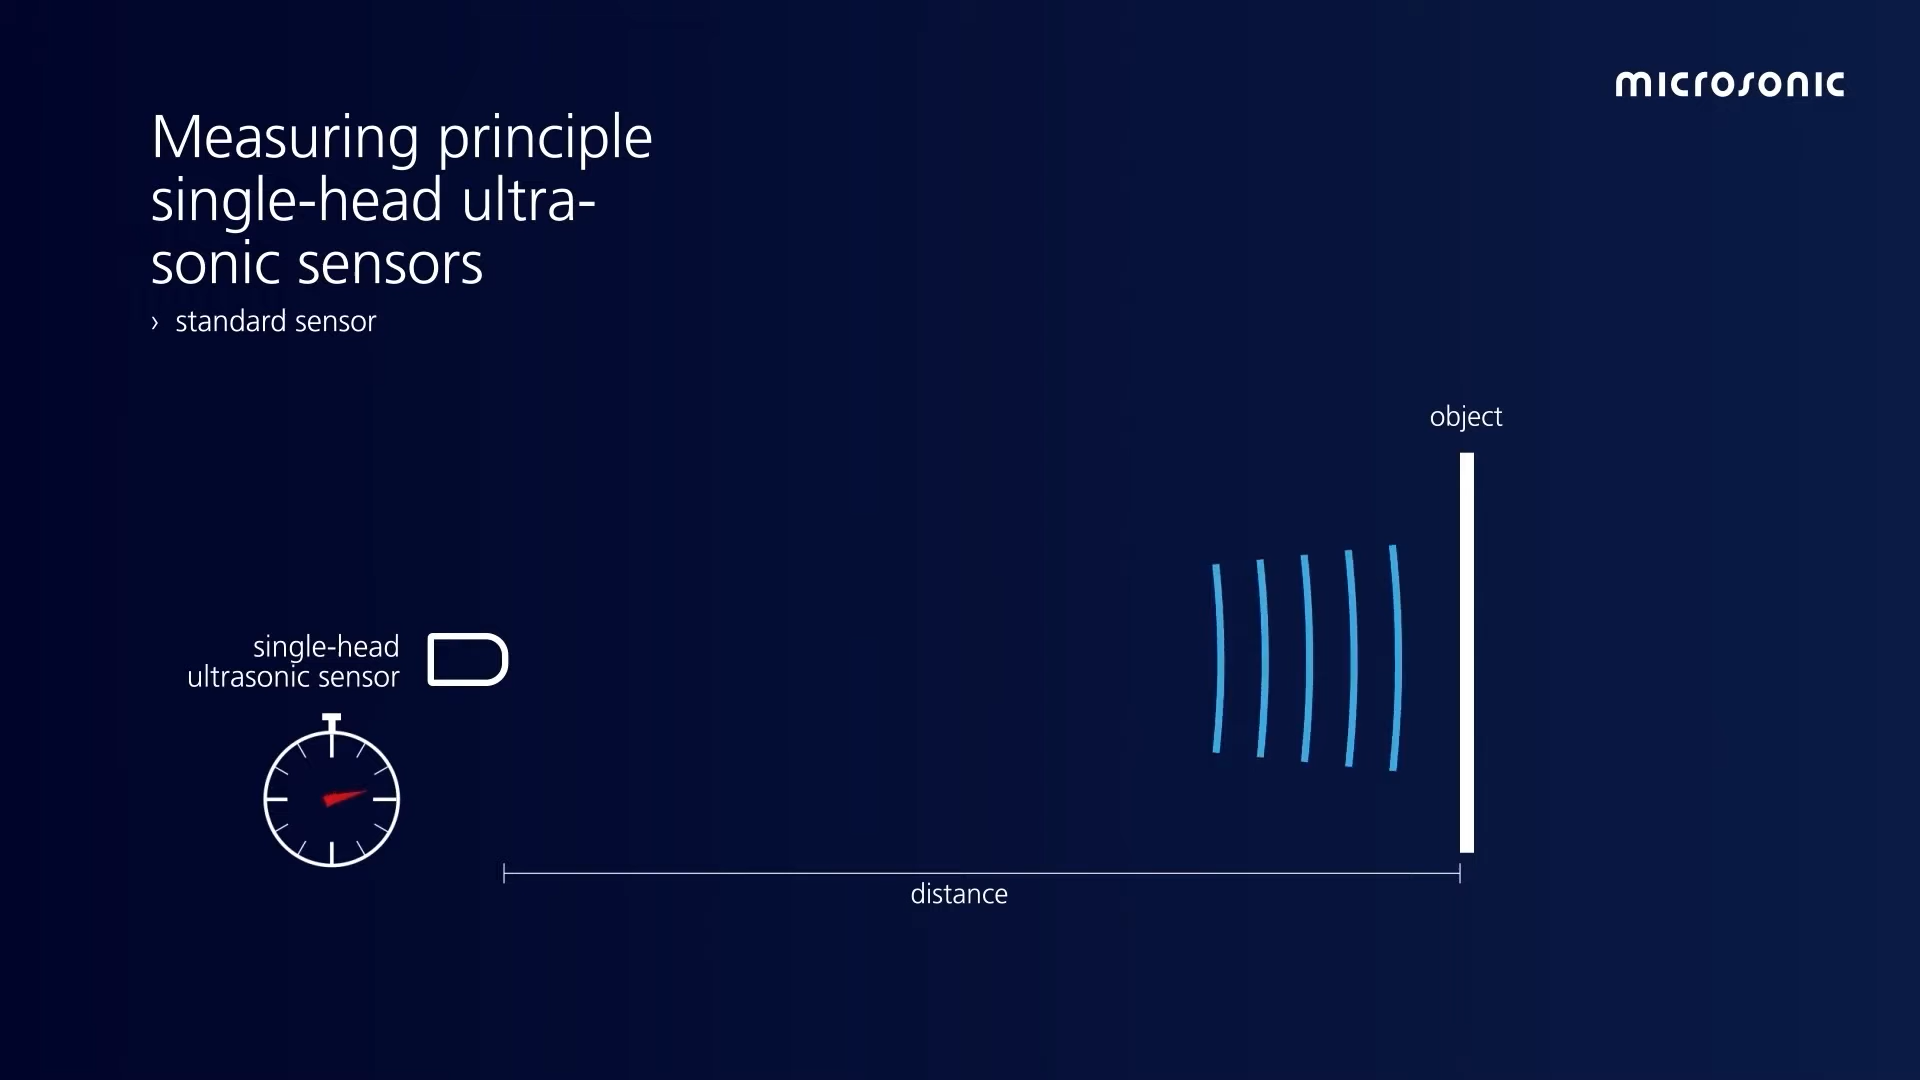 microsonic
Measuring principle
single-head ultra-
sonic sensors
› standard sensor
object
single-head
ultrasonic sensor
distance